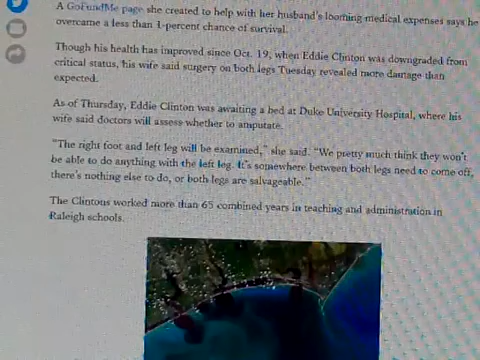 A GoFundMe page she created to help with her husband's looming medical expenses says he
overcame a less than 1-percent chance of survival.
Though his health has improved since Oct. 19, when Eddie Clinton was downgraded from
critical status, his wife said surgery on both legs Tuesday revealed more damage than
expected.
As of Thursday, Eddie Clinton was awaiting a bed at Duke University Hospital, where his
wife said doctors will assess whether to amputate.
"The right foot and left leg will be examined," she said. "We pretty much think they won't
be able to do anything with the left leg. It's somewhere between both legs need to come off,
there's nothing else to do, or both legs are salvageable."
The Clintons worked more than 65 combined years in teaching and administration in
Raleigh schools.